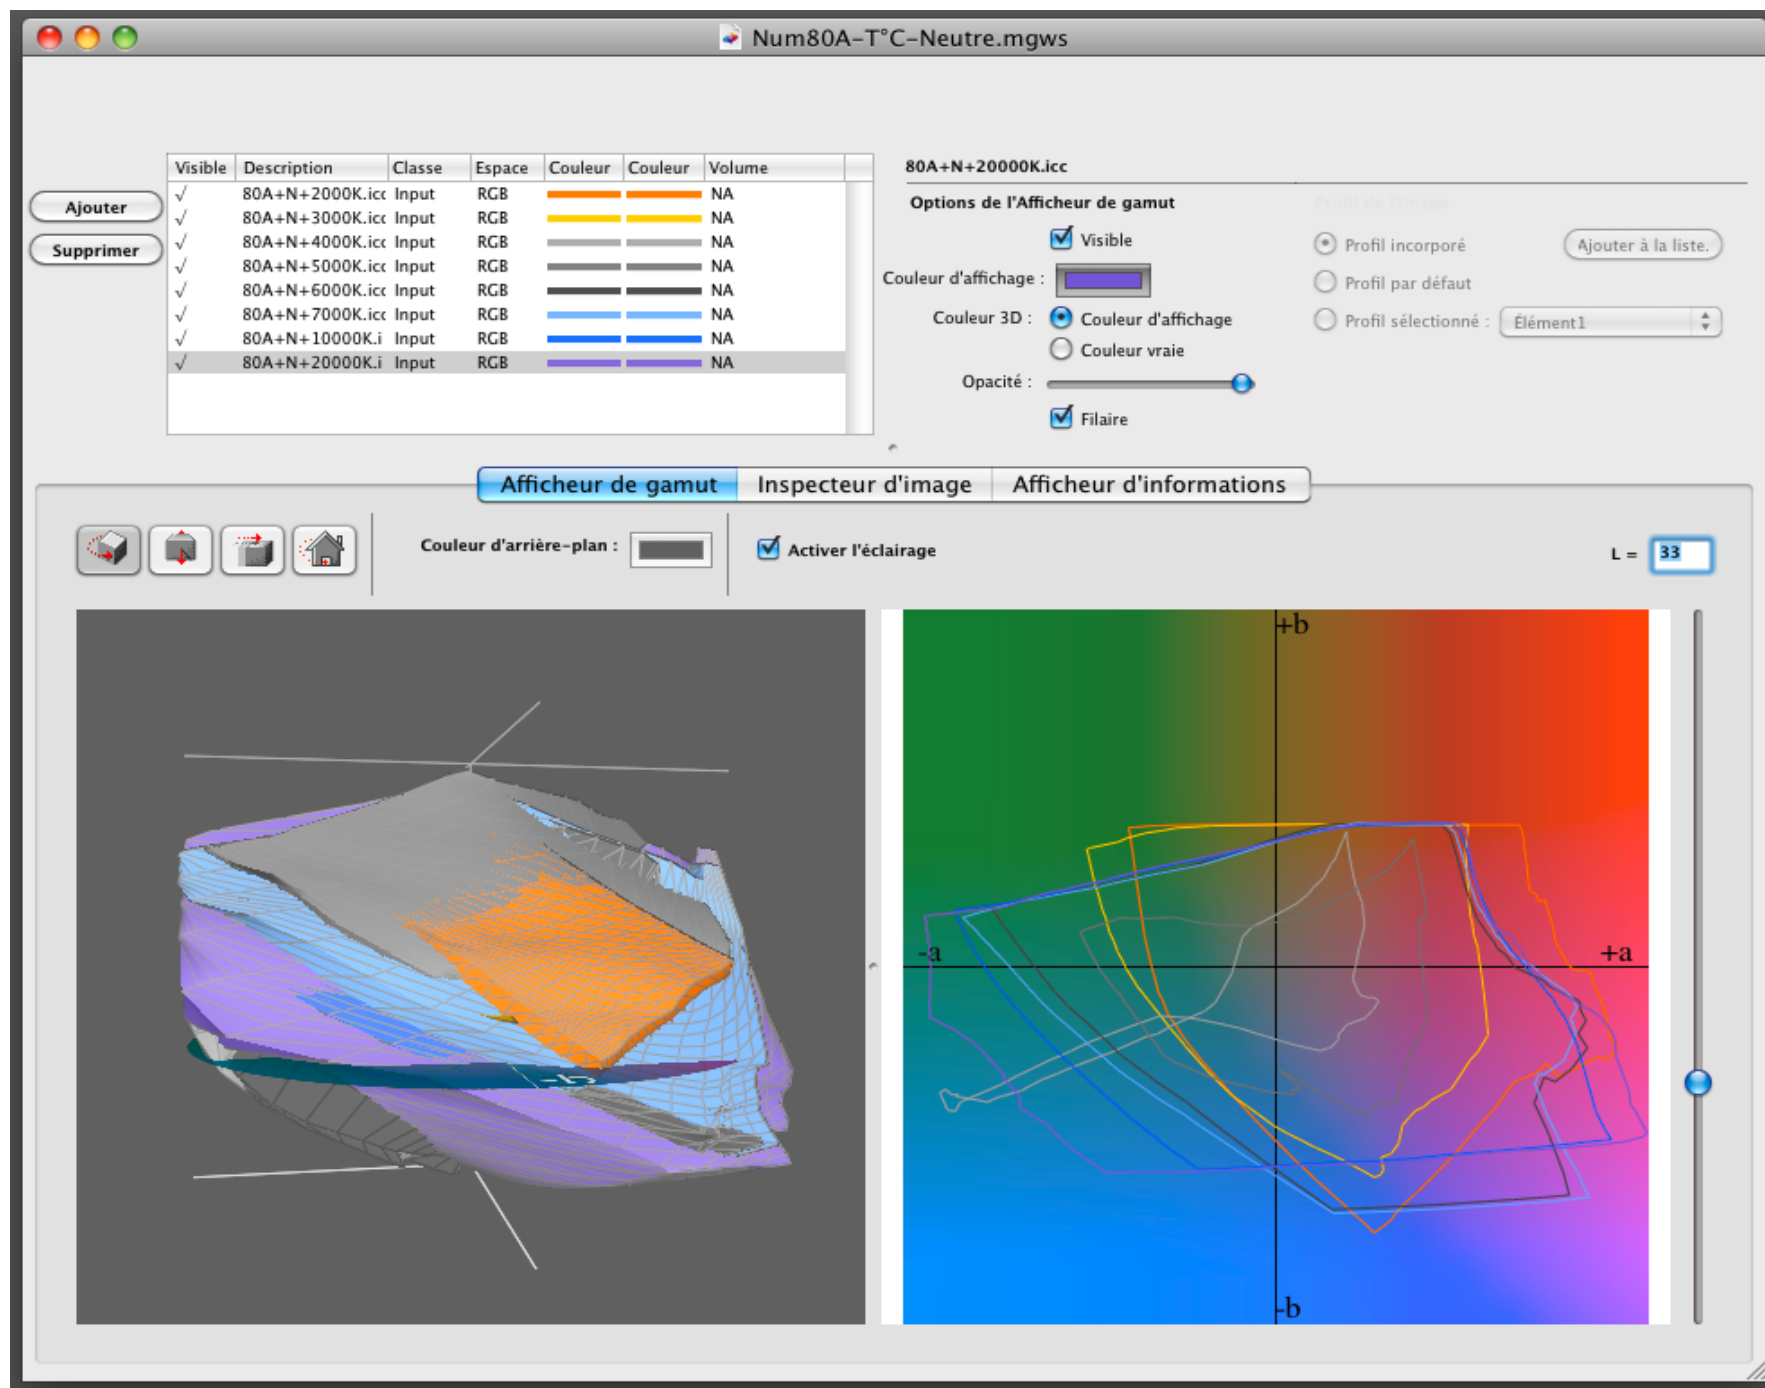 Num80A-T°C-Neutre.mgws
Visible Description Classe Espace Couleur Couleur Volume
√ 80A+N+2000K.icc Input RGB NA
√ 80A+N+3000K.icc Input RGB NA
√ 80A+N+4000K.icc Input RGB NA
√ 80A+N+5000K.icc Input RGB NA
√ 80A+N+6000K.icc Input RGB NA
√ 80A+N+7000K.icc Input RGB NA
√ 80A+N+10000K.i Input RGB NA
√ 80A+N+20000K.i Input RGB NA
Ajouter
Supprimer
80A+N+20000K.icc
Options de l'Afficheur de gamut
Visible
Couleur d'affichage :
Couleur 3D : Couleur d'affichage
Couleur vraie
Opacité :
Filaire
Profil de l'image
Profil incorporé Ajouter à la liste.
Profil par défaut
Profil sélectionné : Élément1
Afficheur de gamut Inspecteur d'image Afficheur d'informations
Couleur d'arrière-plan : Activer l'éclairage L = 33
-b
+b
-a +a
-b